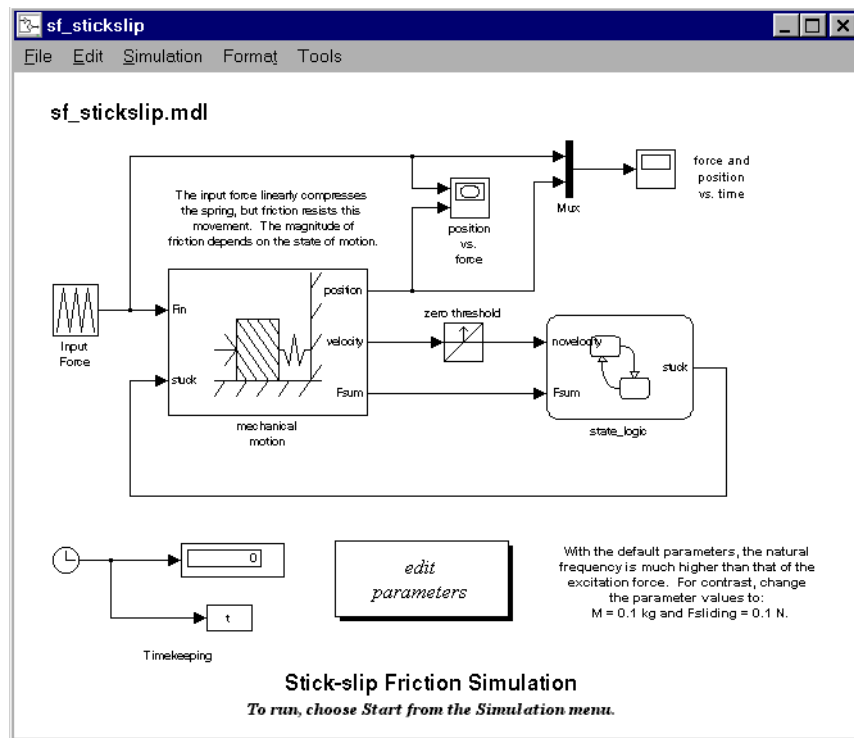 sf_stickslip
File Edit Simulation Format Tools
sf_stickslip.mdl
The input force linearly compresses
the spring, but friction resists this
movement. The magnitude of
friction depends on the state of motion.
position
vs.
force
Mux
force and
position
vs. time
Input
Force
Fin
stuck
position
velocity
Fsum
mechanical
motion
zero threshold
novelocity
Fsum
stuck
state_logic
0
t
Timekeeping
edit
parameters
With the default parameters, the natural
frequency is much higher than that of the
excitation force. For contrast, change
the parameter values to:
M = 0.1 kg and Fsliding = 0.1 N.
Stick-slip Friction Simulation
To run, choose Start from the Simulation menu.